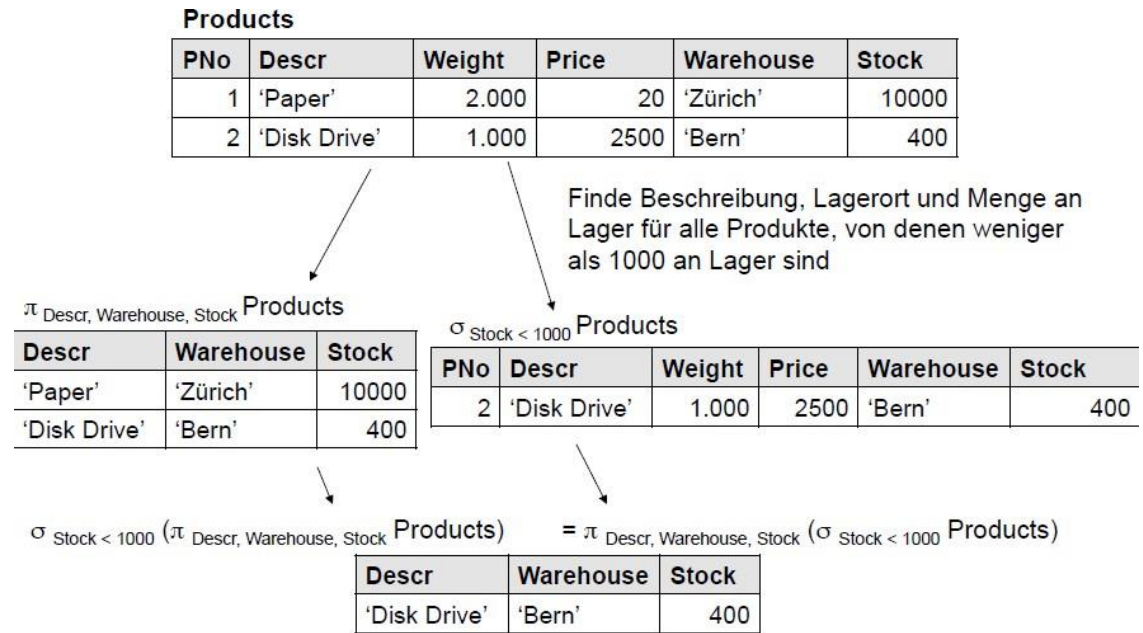 Products
PNo Descr Weight Price Warehouse Stock
1 ‘Paper’ 2.000 20 ‘Zürich’ 10000
2 ‘Disk Drive’ 1.000 2500 ‘Bern’ 400
Finde Beschreibung, Lagerort und Menge an
Lager für alle Produkte, von denen weniger
als 1000 an Lager sind
π Descr, Warehouse, Stock Products
Descr Warehouse Stock
‘Paper’ ‘Zürich’ 10000
‘Disk Drive’ ‘Bern’ 400
σ Stock < 1000 Products
PNo Descr Weight Price Warehouse Stock
2 ‘Disk Drive’ 1.000 2500 ‘Bern’ 400
σ Stock < 1000 (π Descr, Warehouse, Stock Products) = π Descr, Warehouse, Stock (σ Stock < 1000 Products)
Descr Warehouse Stock
‘Disk Drive’ ‘Bern’ 400